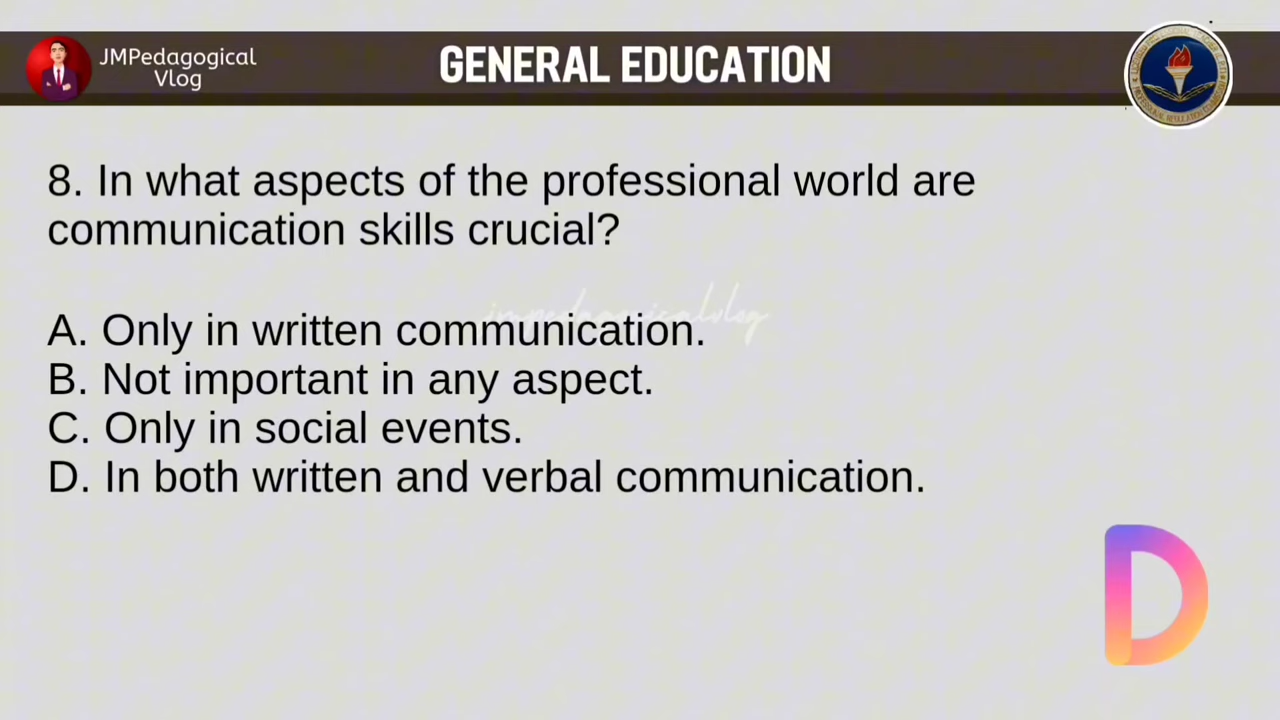 JMPedagogical
Vlog
GENERAL EDUCATION
8. In what aspects of the professional world are
communication skills crucial?
jmpedagogicalvlog
A. Only in written communication.
B. Not important in any aspect.
C. Only in social events.
D. In both written and verbal communication.
D